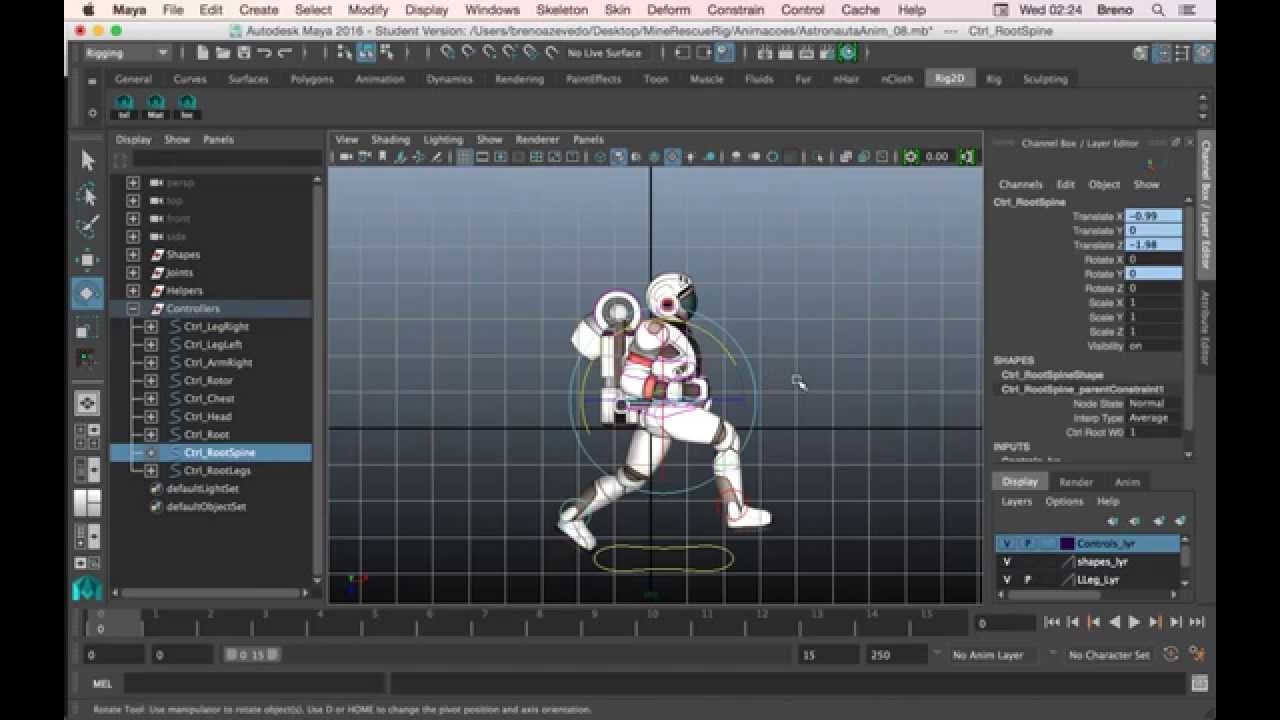 Maya File Edit Create Select Modify Display Windows Skeleton Skin Deform Constrain Control Cache Help Wed 02:24 Breno
Autodesk Maya 2016 - Student Version: /Users/brenoazevedo/Desktop/MineRescueRig/Animacoes/AstronautaAnim_08.mb* --- Ctrl_RootSpine
Rigging No Live Surface
General Curves Surfaces Polygons Animation Dynamics Rendering PaintEffects Toon Muscle Fluids Fur nHair nCloth Rig2D Rig Sculpting
Display Show Panels
View Shading Lighting Show Renderer Panels
0.00
persp
top
front
side
Shapes
Joints
Helpers
Controllers
Ctrl_LegRight
Ctrl_LegLeft
Ctrl_ArmRight
Ctrl_Rotor
Ctrl_Chest
Ctrl_Head
Ctrl_Root
Ctrl_RootSpine
Ctrl_RootLegs
defaultLightSet
defaultObjectSet
Channel Box / Layer Editor
Channels Edit Object Show
Ctrl_RootSpine
Translate X -0.99
Translate Y 0
Translate Z -1.98
Rotate X 0
Rotate Y 0
Rotate Z 0
Scale X 1
Scale Y 1
Scale Z 1
Visibility on
SHAPES
Ctrl_RootSpineShape
Ctrl_RootSpine_parentConstraint1
Node State Normal
Interp Type Average
Ctrl Root W0 1
INPUTS
Controls_lyr
Display Render Anim
Layers Options Help
V P Controls_lyr
V shapes_lyr
V P LLeg_Lyr
Channel Box / Layer Editor
Attribute Editor
0 1 2 3 4 5 6 7 8 9 10 11 12 13 14 15
0
0
0 0 0 15 15 250 No Anim Layer No Character Set
MEL
Rotate Tool: Use manipulator to rotate object(s). Use D or HOME to change the pivot position and axis orientation.